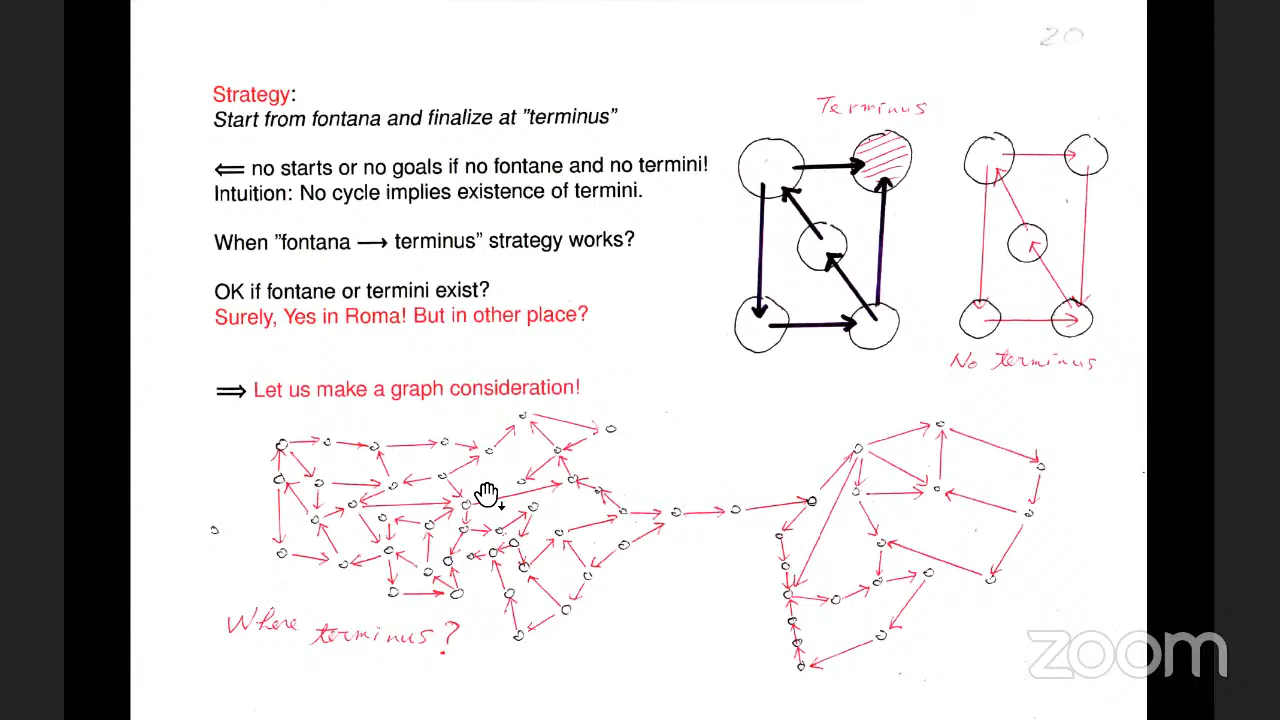 20
Strategy:
Start from fontana and finalize at "terminus"
⟸ no starts or no goals if no fontane and no termini!
Intuition: No cycle implies existence of termini.
When "fontana ⟶ terminus" strategy works?
OK if fontane or termini exist?
Surely, Yes in Roma! But in other place?
⟹ Let us make a graph consideration!
Terminus
No terminus
Where terminus?
zoom